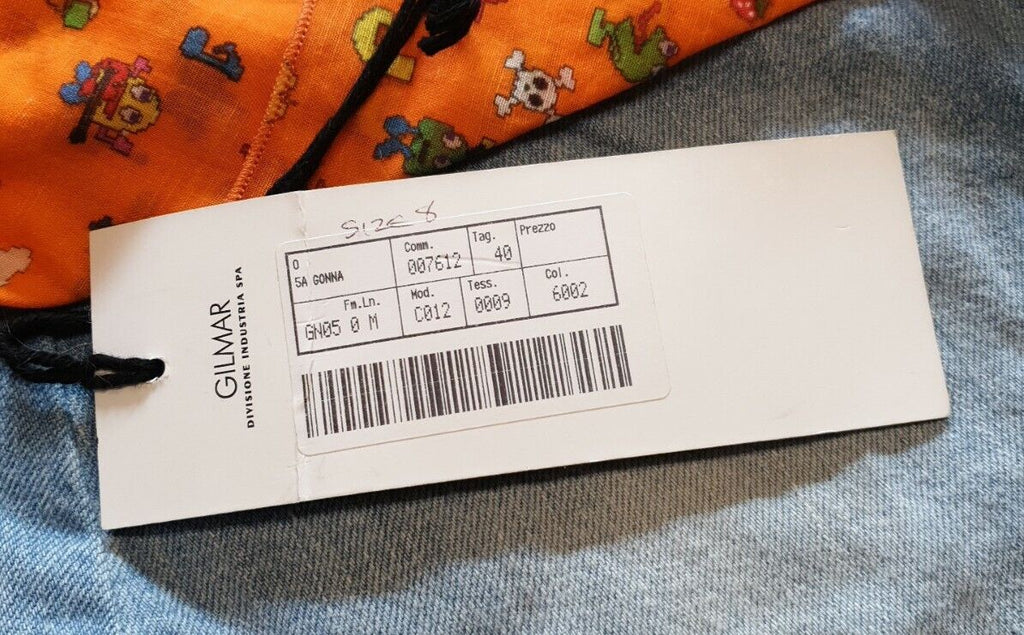 GILMAR
DIVISIONE INDUSTRIA SPA
SIZE 8
0
5A GONNA
Comm.
007612
Tag.
40
Prezzo
Fm.Ln.
GN05 0 M
Mod.
C012
Tess.
0009
Col.
6002